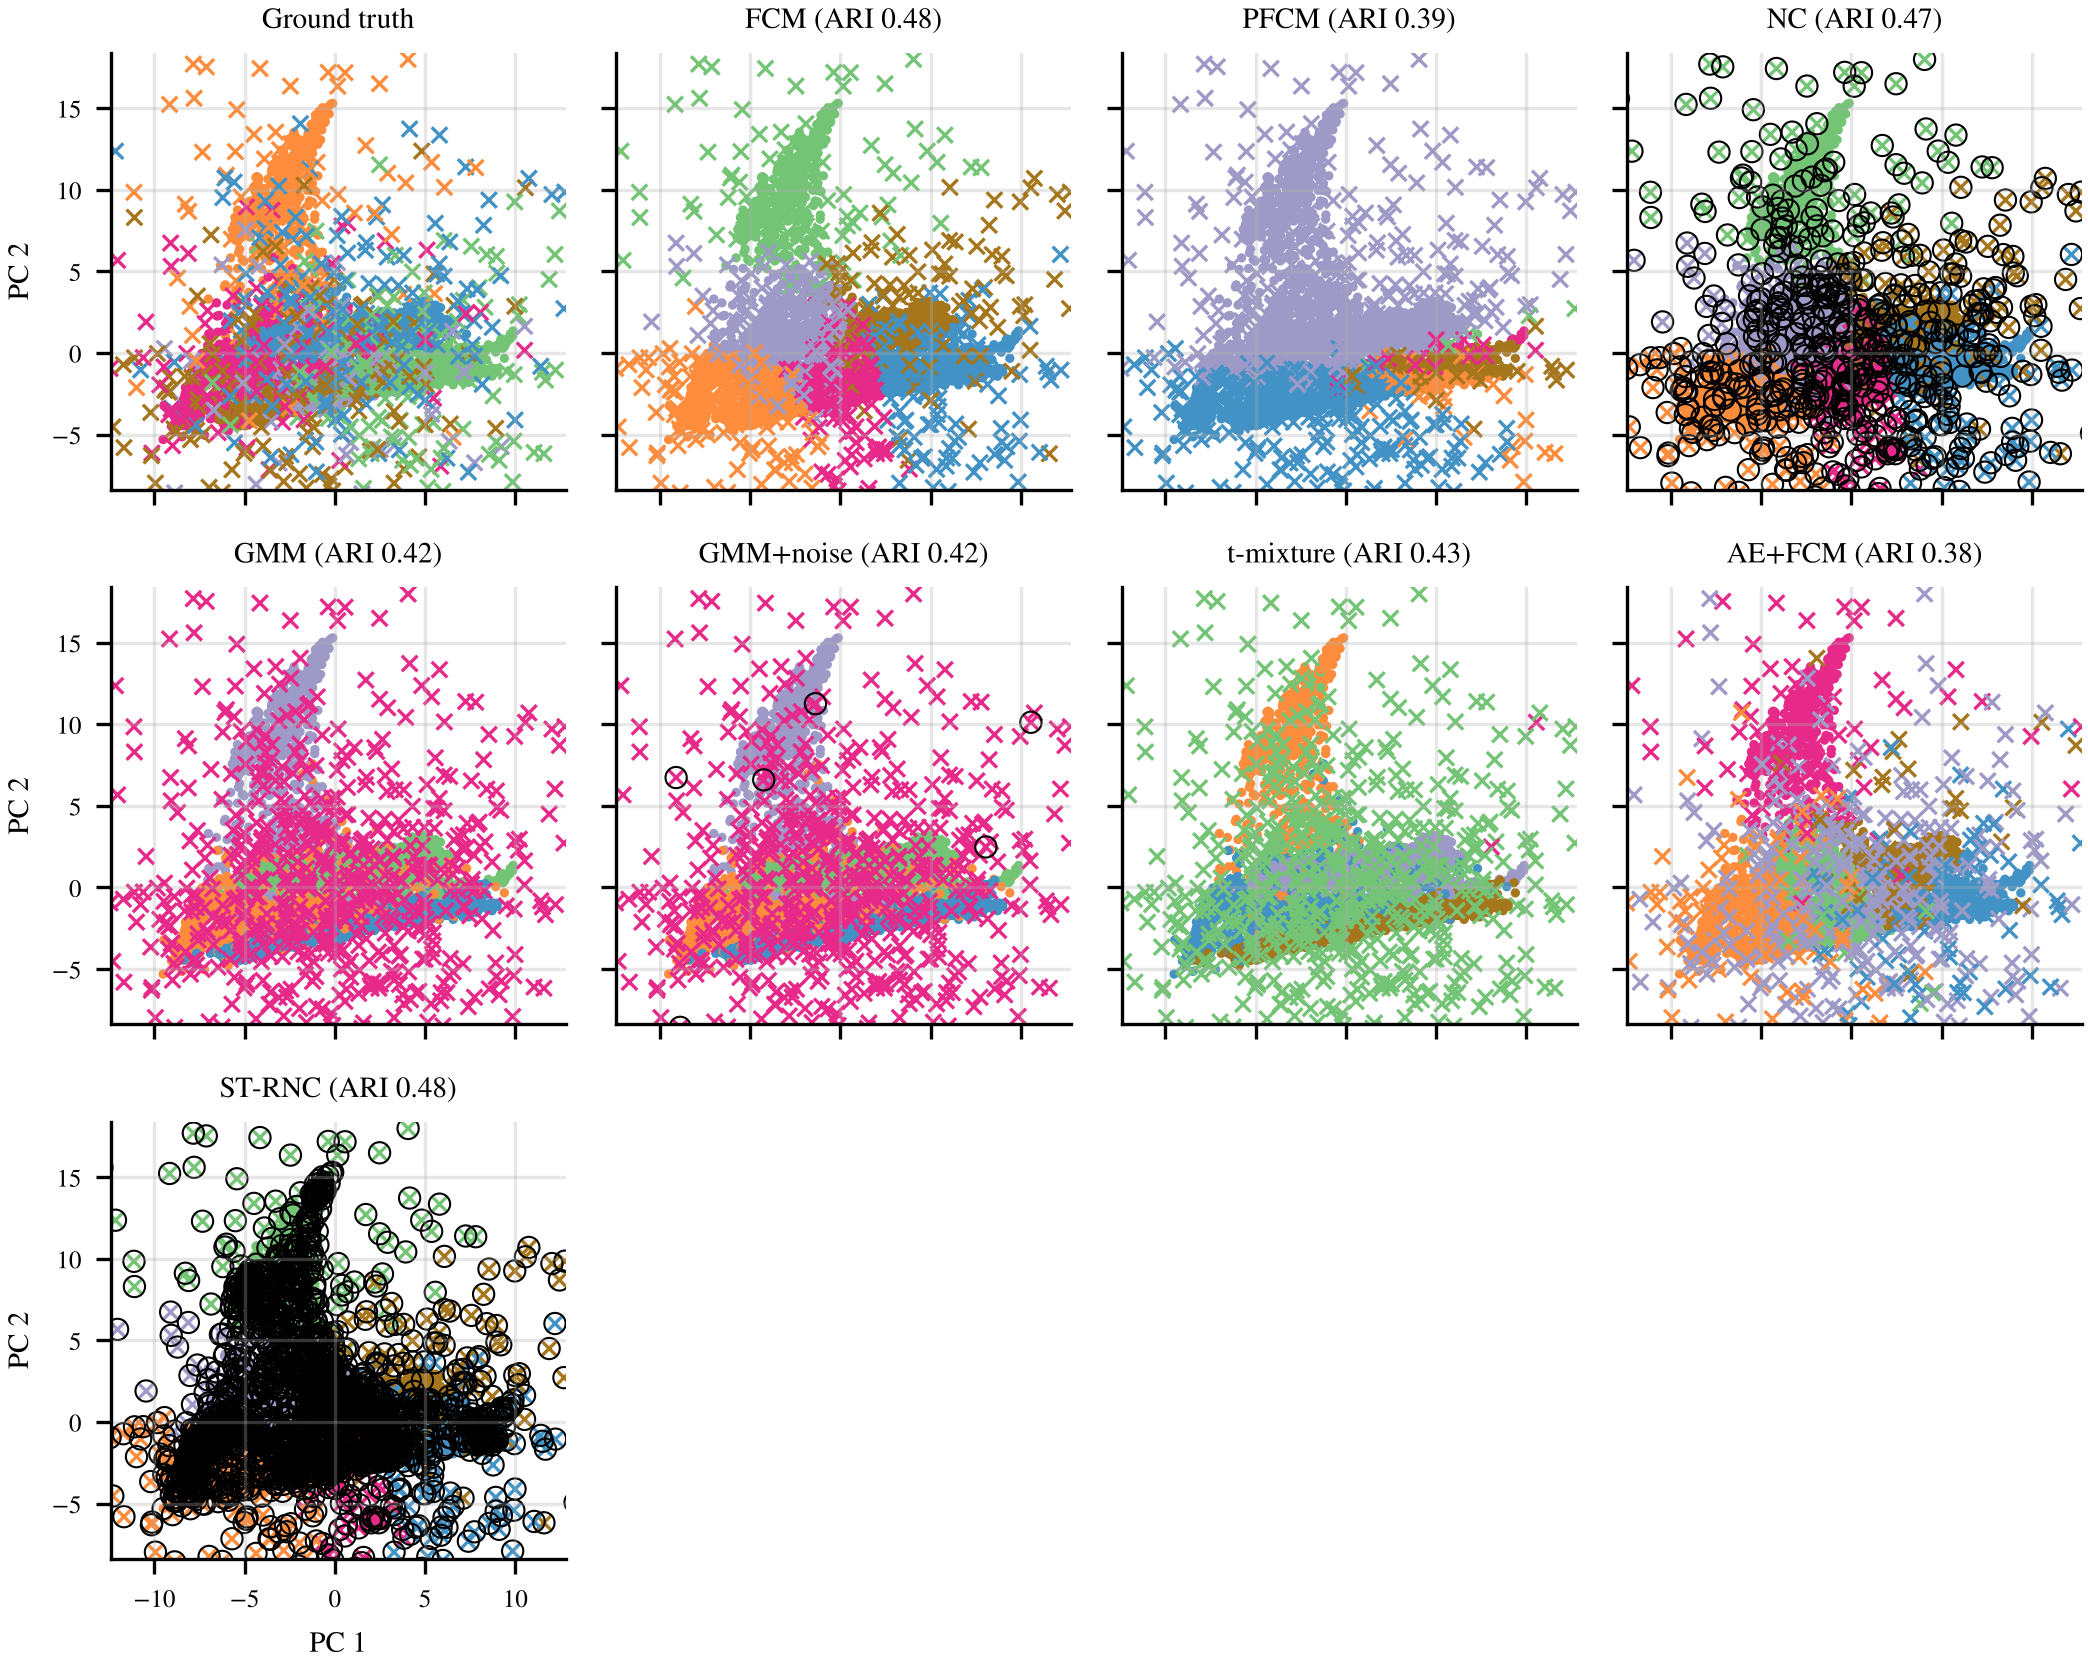 Ground truth
FCM (ARI 0.48)
PFCM (ARI 0.39)
NC (ARI 0.47)
PC 2
15
10
5
0
−5
GMM (ARI 0.42)
GMM+noise (ARI 0.42)
t-mixture (ARI 0.43)
AE+FCM (ARI 0.38)
PC 2
15
10
5
0
−5
ST-RNC (ARI 0.48)
PC 2
15
10
5
0
−5
−10 −5 0 5 10
PC 1